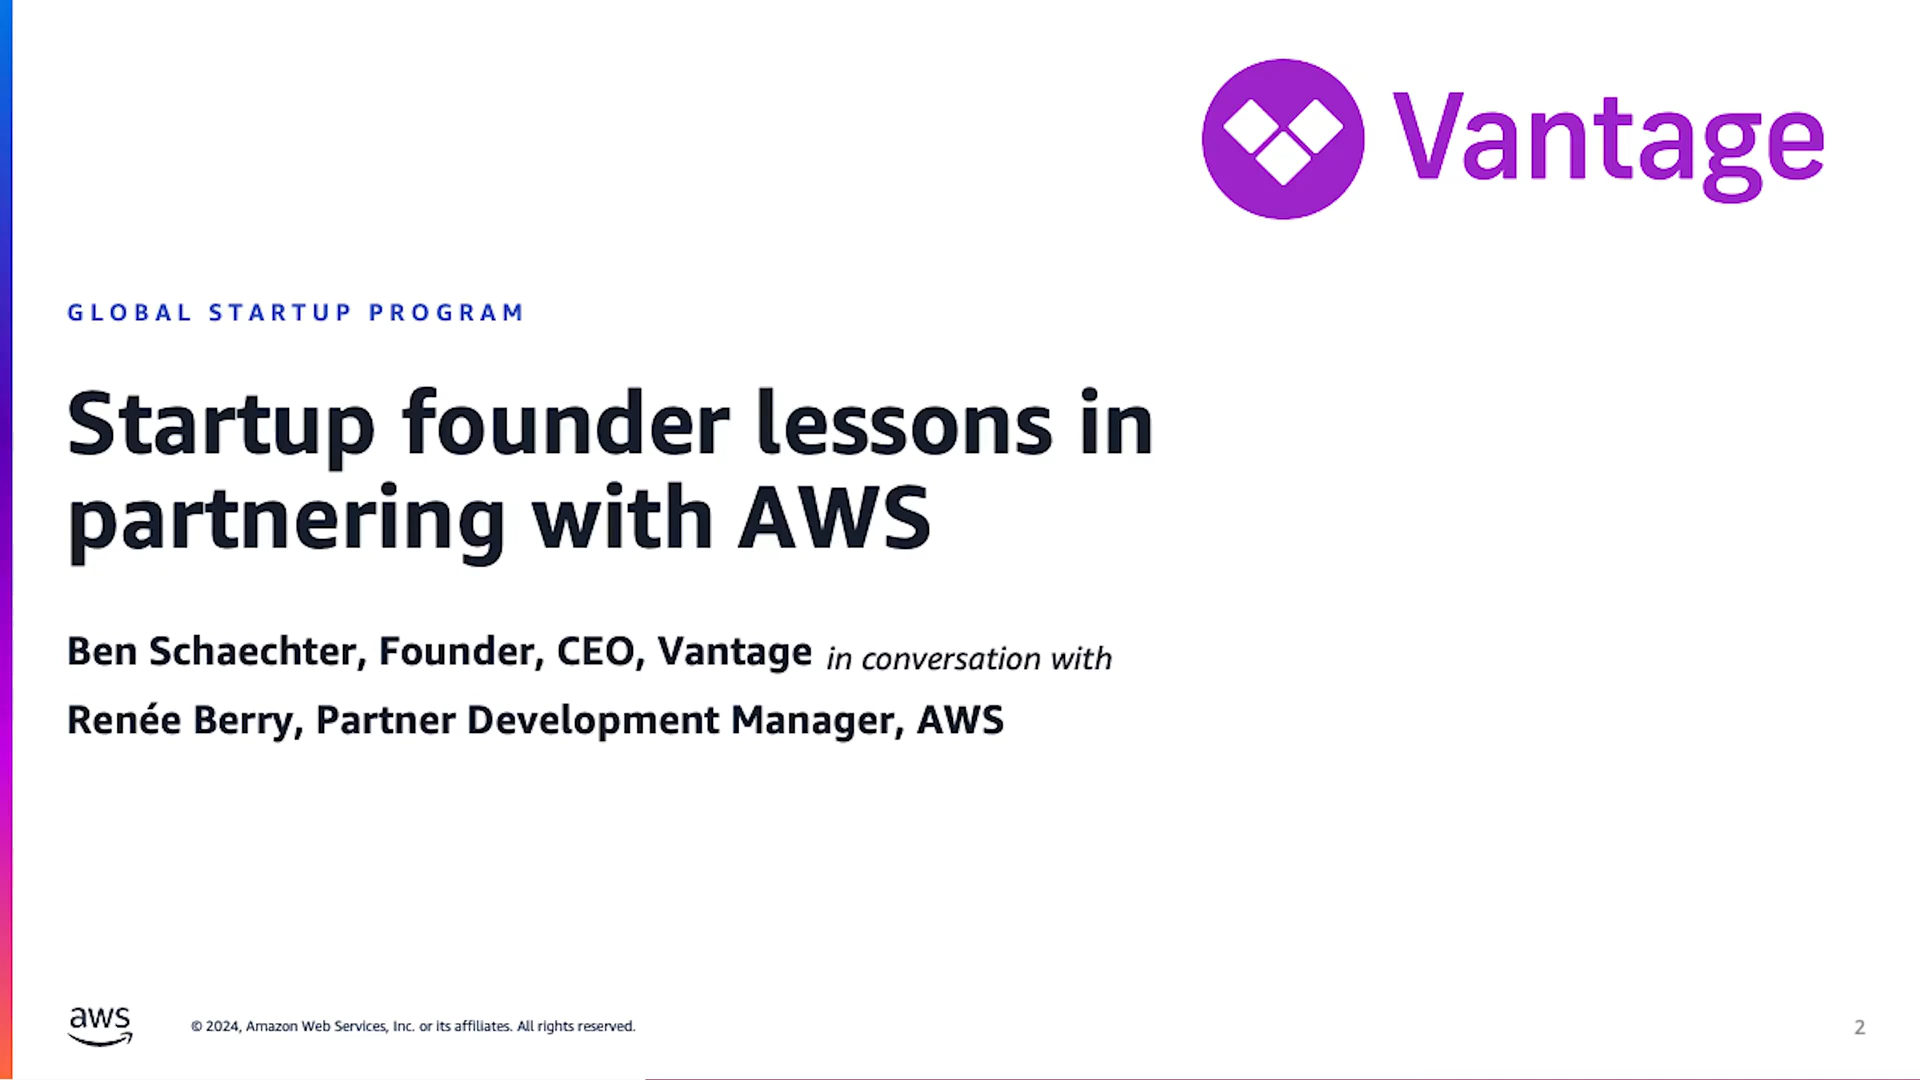 Vantage
GLOBAL STARTUP PROGRAM
Startup founder lessons in
partnering with AWS
Ben Schaechter, Founder, CEO, Vantage in conversation with
Renée Berry, Partner Development Manager, AWS
aws
© 2024, Amazon Web Services, Inc. or its affiliates. All rights reserved.
2